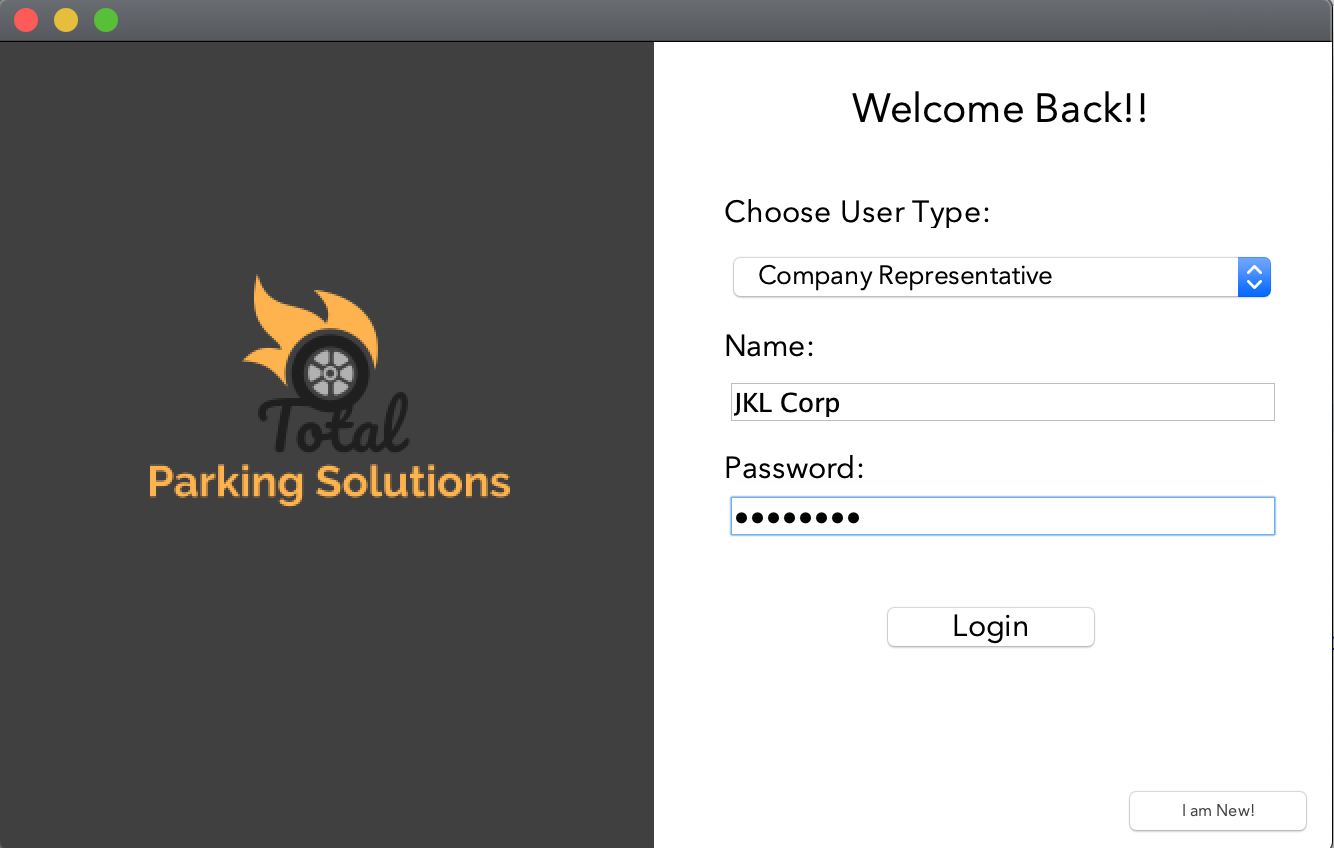 Total
Parking Solutions
Welcome Back!!
Choose User Type:
Company Representative
Name:
JKL Corp
Password:
••••••••
Login
I am New!